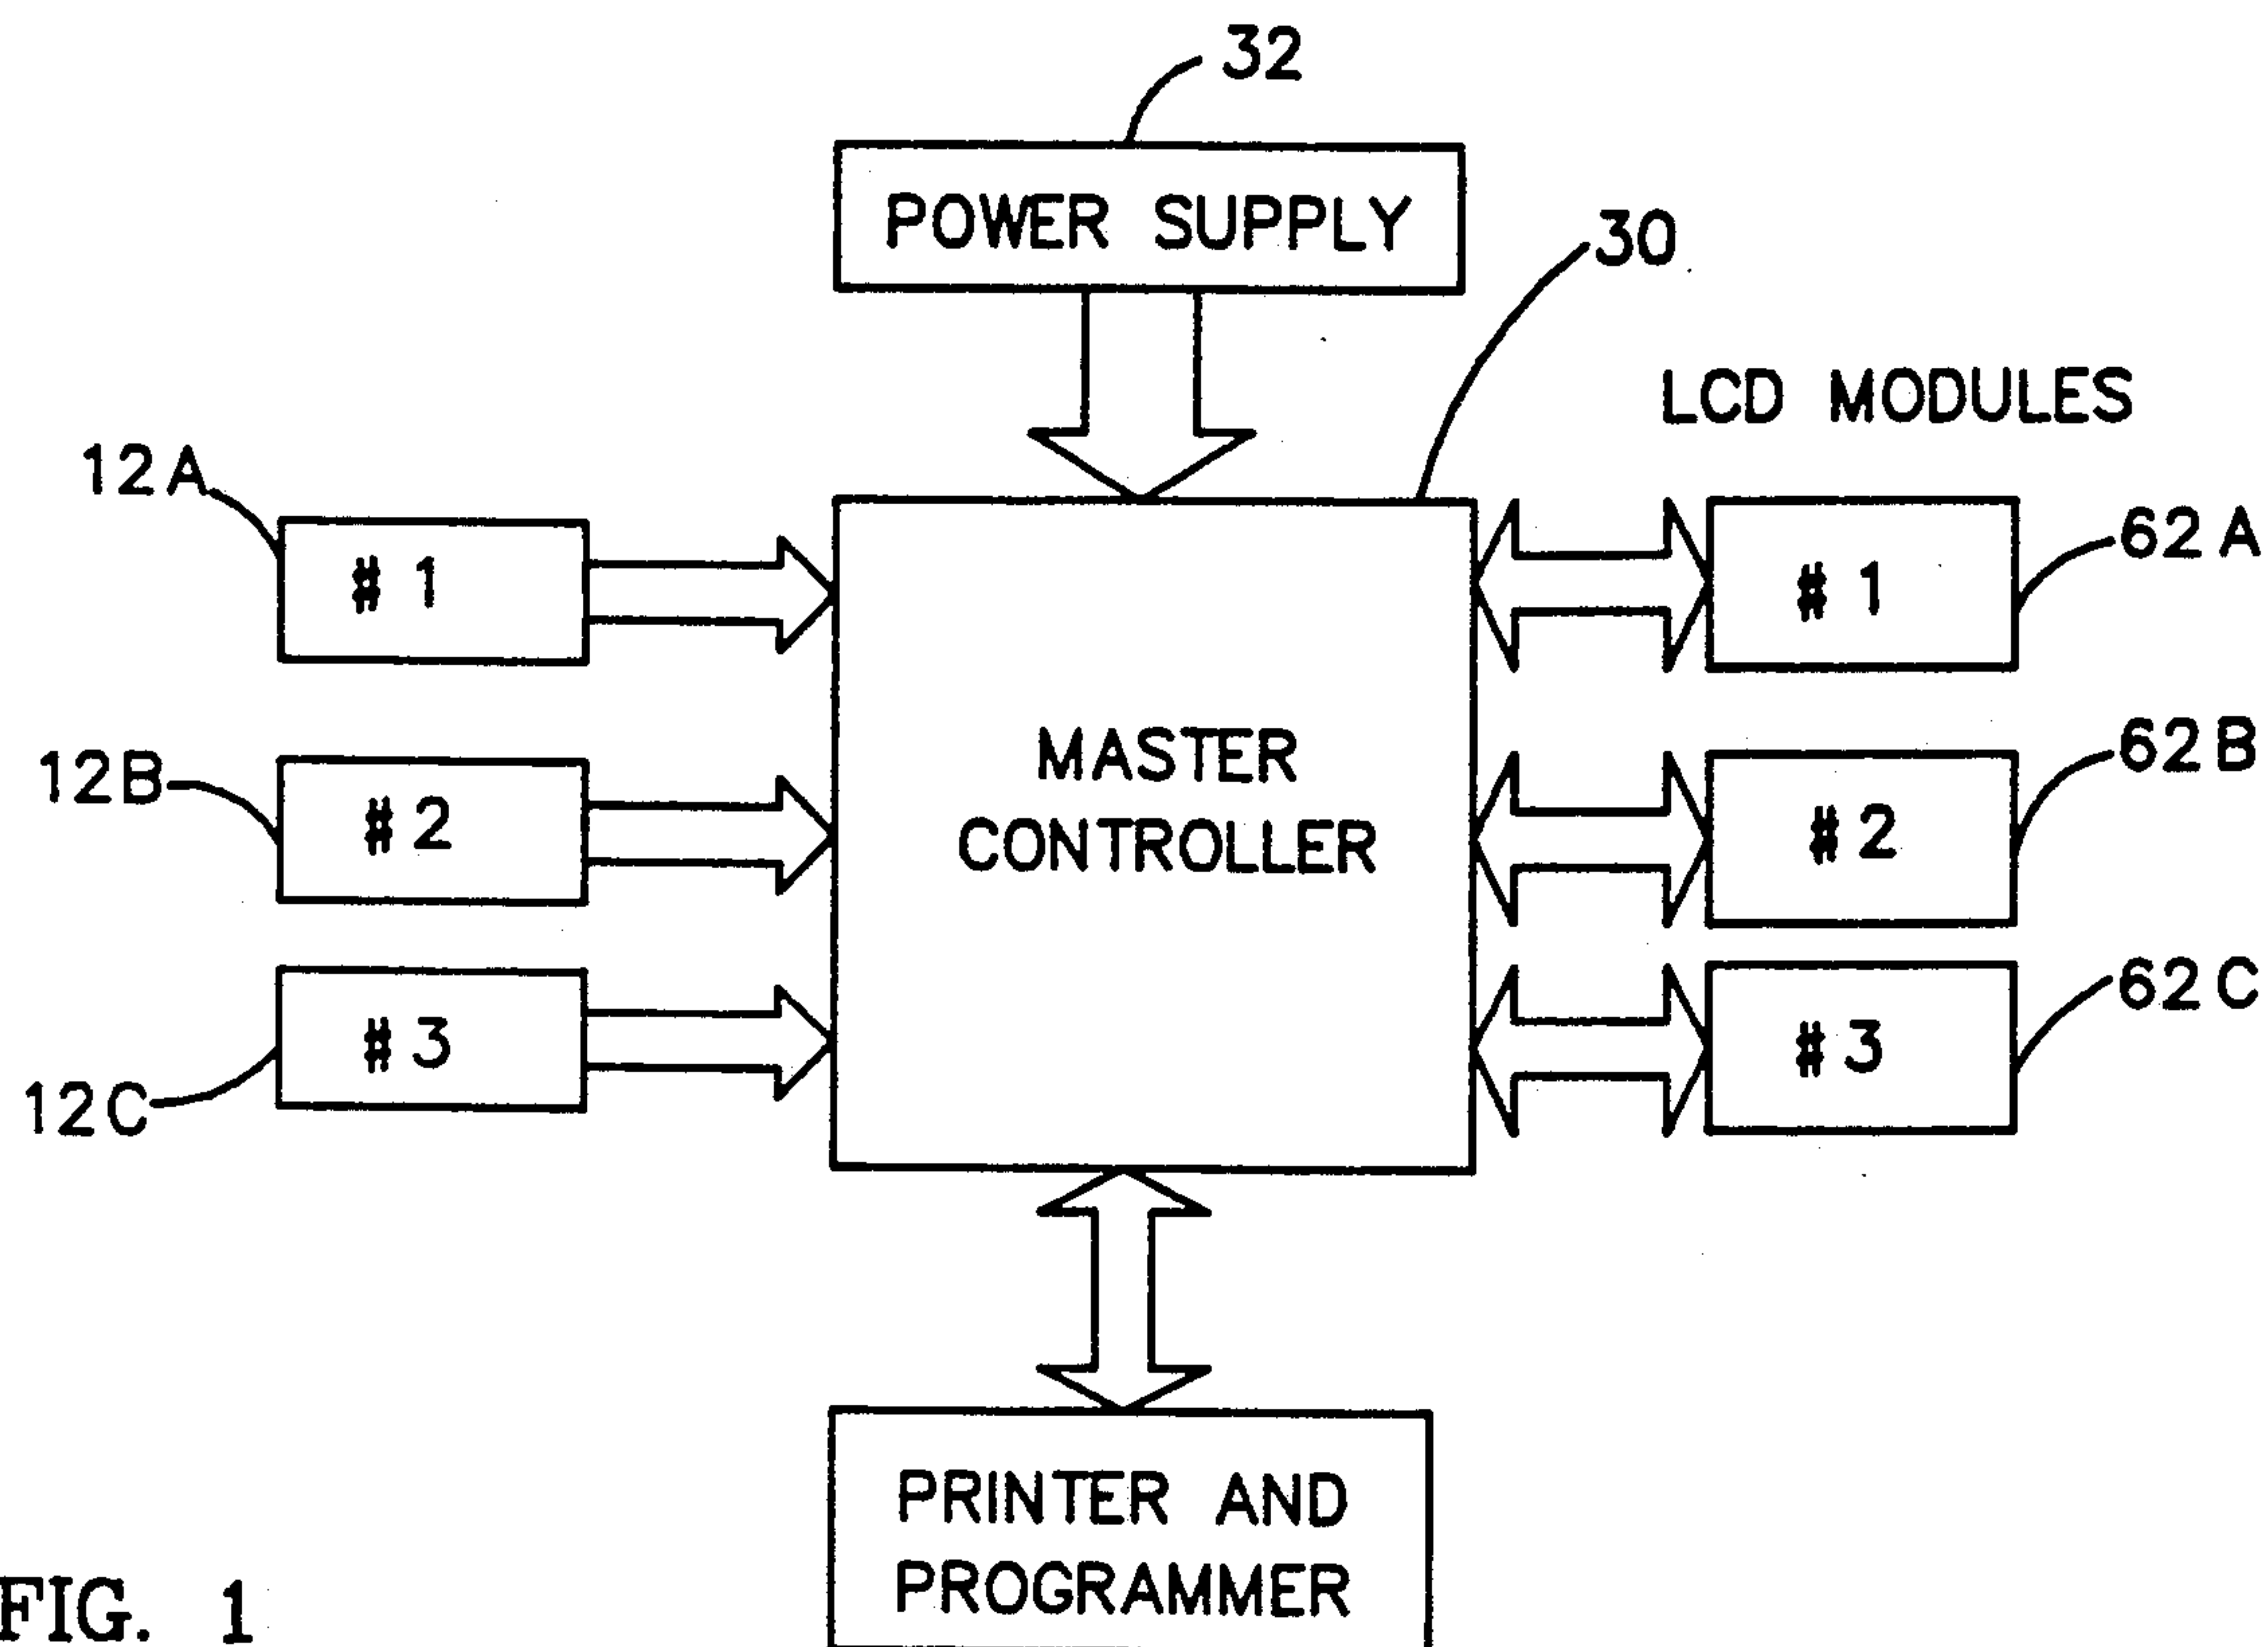 32
POWER SUPPLY
30
LCD MODULES
12A
# 1
# 1
62A
MASTER
CONTROLLER
12B
# 2
# 2
62B
12C
# 3
# 3
62C
PRINTER AND
PROGRAMMER
FIG. 1